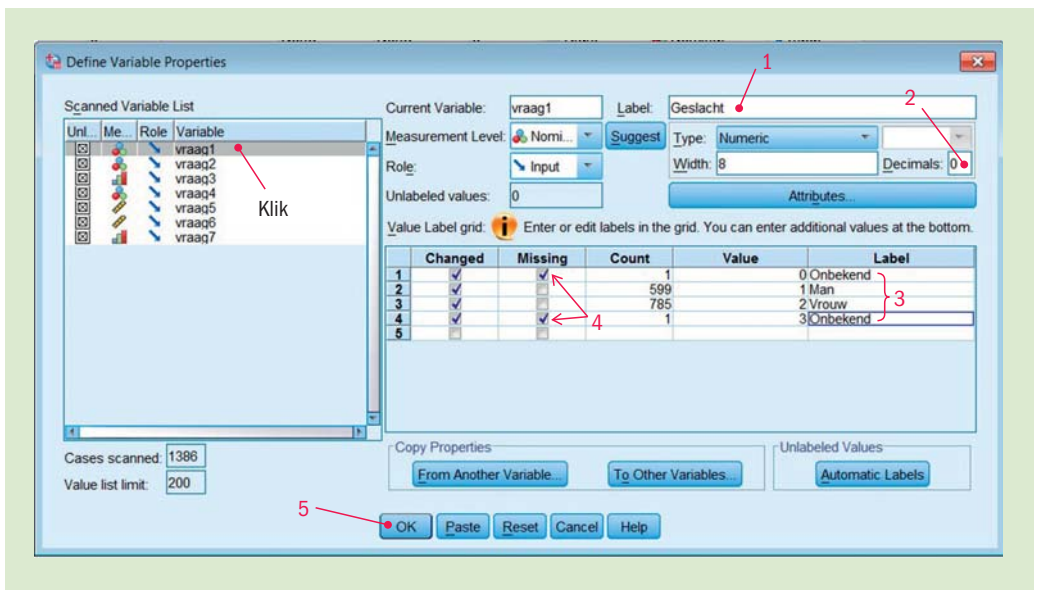 Define Variable Properties
1
Scanned Variable List
Unl... Me... Role Variable
vraag1
vraag2
vraag3
vraag4
vraag5
vraag6
vraag7
Klik
Current Variable: vraag1 Label: Geslacht
2
Measurement Level: Nomi... Suggest Type: Numeric
Role: Input Width: 8 Decimals: 0
Unlabeled values: 0 Attributes...
Value Label grid: i Enter or edit labels in the grid. You can enter additional values at the bottom.
Changed Missing Count Value Label
1 1 0 Onbekend
2 599 1 Man
3 785 2 Vrouw
4 1 3 Onbekend
5
3
4
Cases scanned: 1386
Value list limit: 200
Copy Properties
From Another Variable... To Other Variables...
Unlabeled Values
Automatic Labels
5
OK Paste Reset Cancel Help